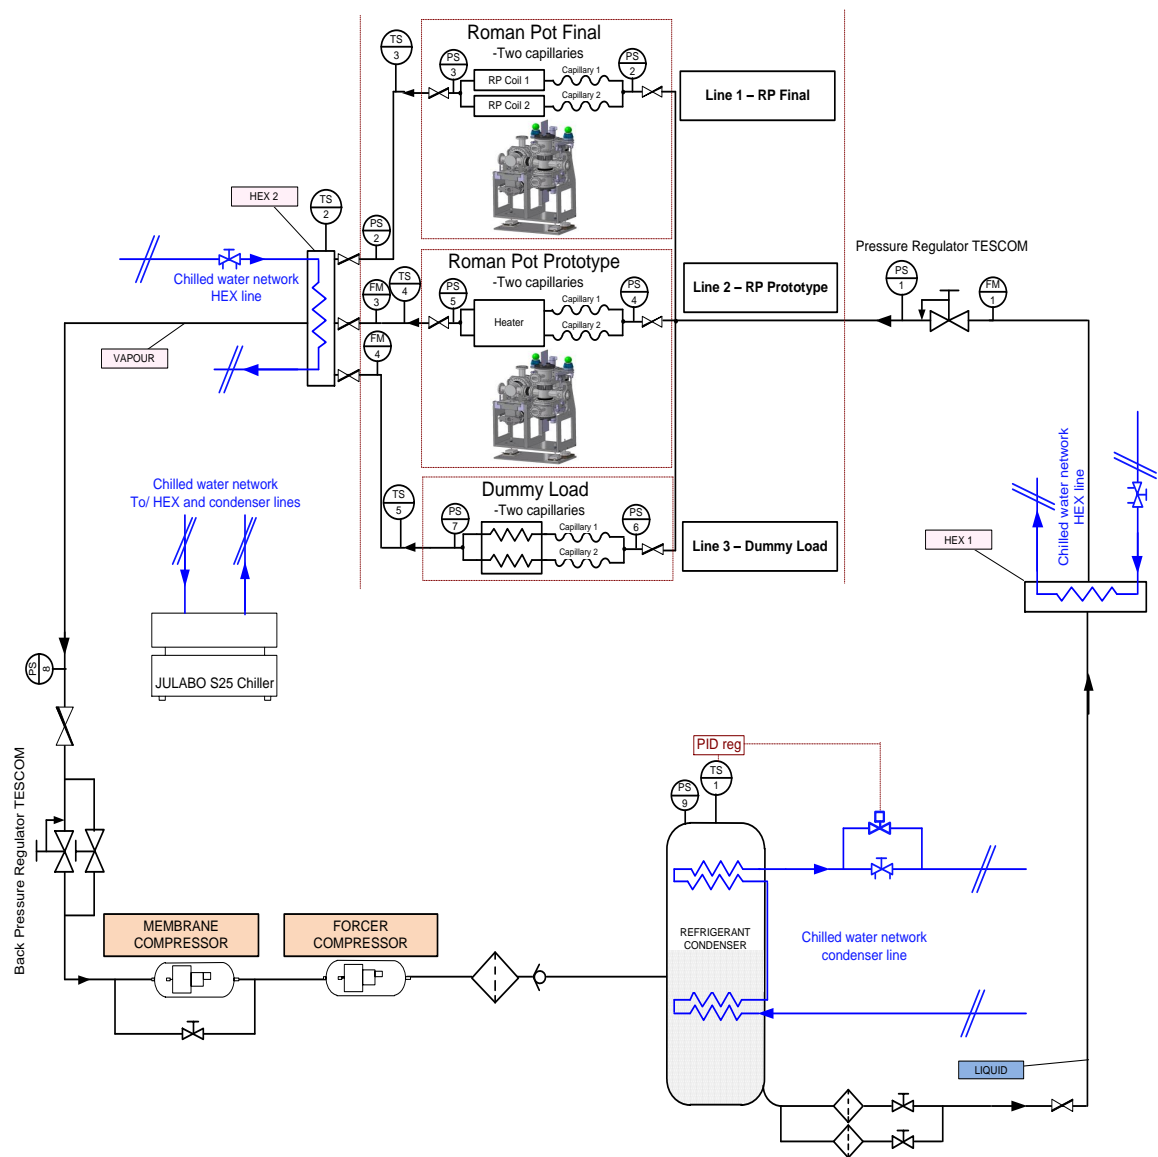 Roman Pot Final
-Two capillaries
TS
3
PS
3
RP Coil 1
Capillary 1
PS
2
RP Coil 2
Capillary 2
Line 1 – RP Final
HEX 2
TS
2
PS
2
Chilled water network
HEX line
Roman Pot Prototype
-Two capillaries
FM
3
TS
4
PS
5
Heater
Capillary 1
Capillary 2
PS
4
Line 2 – RP Prototype
Pressure Regulator TESCOM
PS
1
FM
1
VAPOUR
FM
4
Chilled water network
To/ HEX and condenser lines
Dummy Load
-Two capillaries
TS
5
PS
7
Capillary 1
Capillary 2
PS
6
Line 3 – Dummy Load
Chilled water network
HEX line
HEX 1
JULABO S25 Chiller
PS
8
Back Pressure Regulator TESCOM
PID reg
PS
9
TS
1
MEMBRANE
COMPRESSOR
FORCER
COMPRESSOR
REFRIGERANT
CONDENSER
Chilled water network
condenser line
LIQUID